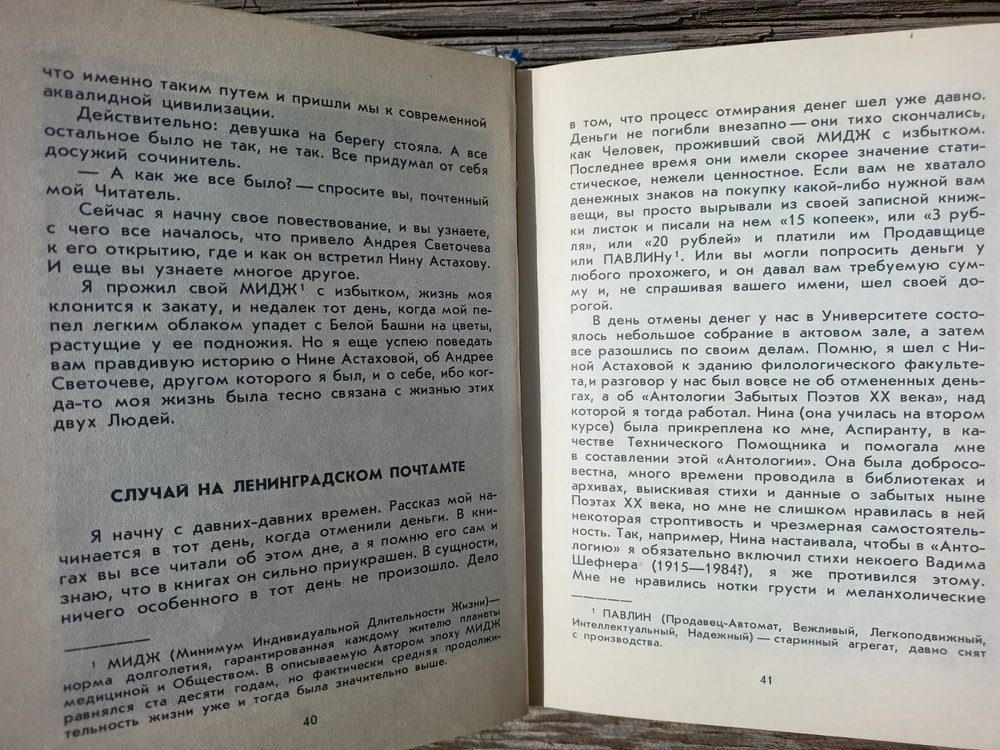 что именно таким путем и пришли мы к современной
аквалидной цивилизации.
Действительно: девушка на берегу стояла. А все
остальное было не так, не так. Все придумал от себя
досужий сочинитель.
— А как же все было? — спросите вы, почтенный
мой Читатель.
Сейчас я начну свое повествование, и вы узнаете,
с чего все началось, что привело Андрея Светочева
к его открытию, где и как он встретил Нину Астахову.
И еще вы узнаете многое другое.
Я прожил свой МИДЖ¹ с избытком, жизнь моя
клонится к закату, и недалек тот день, когда мой пе-
пел легким облаком упадет с Белой Башни на цветы,
растущие у ее подножия. Но я еще успею поведать
вам правдивую историю о Нине Астаховой, об Андрее
Светочеве, другом которого я был, и о себе, ибо ког-
да-то моя жизнь была тесно связана с жизнью этих
двух Людей.
СЛУЧАЙ НА ЛЕНИНГРАДСКОМ ПОЧТАМТЕ
Я начну с давних-давних времен. Рассказ мой на-
чинается в тот день, когда отменили деньги. В кни-
гах вы все читали об этом дне, а я помню его сам и
знаю, что в книгах он сильно приукрашен. В сущности,
ничего особенного в тот день не произошло. Дело
¹ МИДЖ (Минимум Индивидуальной Длительности Жизни)—
норма долголетия, гарантированная каждому жителю планеты
медициной и Обществом. В описываемую Автором эпоху МИДЖ
равнялся ста десяти годам, но фактически средняя продолжи-
тельность жизни уже и тогда была значительно выше.
40
в том, что процесс отмирания денег шел уже давно.
Деньги не погибли внезапно — они тихо скончались,
как Человек, проживший свой МИДЖ с избытком.
Последнее время они имели скорее значение стати-
стическое, нежели ценностное. Если вам не хватало
денежных знаков на покупку какой-либо нужной вам
вещи, вы просто вырывали из своей записной книж-
ки листок и писали на нем «15 копеек», или «3 руб-
ля», или «20 рублей» и платили им Продавщице
или ПАВЛИНу¹. Или вы могли попросить деньги у
любого прохожего, и он давал вам требуемую сум-
му и, не спрашивая вашего имени, шел своей до-
рогой.
В день отмены денег у нас в Университете состо-
ялось небольшое собрание в актовом зале, а затем
все разошлись по своим делам. Помню, я шел с Ни-
ной Астаховой к зданию филологического факульте-
та, и разговор у нас был вовсе не об отмененных день-
гах, а об «Антологии Забытых Поэтов XX века», над
которой я тогда работал. Нина (она училась на втором
курсе) была прикреплена ко мне, Аспиранту, в ка-
честве Технического Помощника и помогала мне
в составлении этой «Антологии». Она была добросо-
вестна, много времени проводила в библиотеках и
архивах, выискивая стихи и данные о забытых ныне
Поэтах XX века, но мне не слишком нравилась в ней
некоторая строптивость и чрезмерная самостоятель-
ность. Так, например, Нина настаивала, чтобы в «Анто-
логию» я обязательно включил стихи некоего Вадима
Шефнера (1915—1984?), я же противился этому.
Мне не нравились нотки грусти и меланхолические
¹ ПАВЛИН (Продавец-Автомат, Вежливый, Легкоподвижный,
Интеллектуальный, Надежный) — старинный агрегат, давно снят
с производства.
41